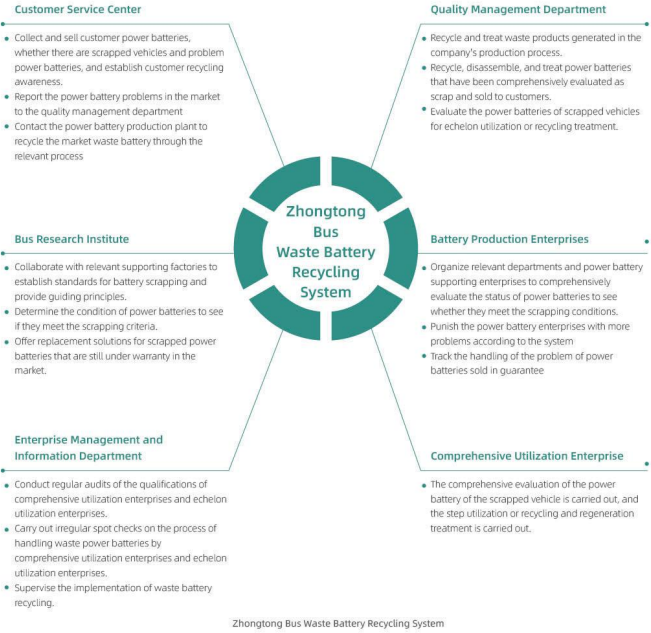 Customer Service Center
Collect and sell customer power batteries,
whether there are scrapped vehicles and problem
power batteries, and establish customer recycling
awareness.
Report the power battery problems in the market
to the quality management department
Contact the power battery production plant to
recycle the market waste battery through the
relevant process
Quality Management Department
Recycle and treat waste products generated in the
company's production process.
Recycle, disassemble, and treat power batteries
that have been comprehensively evaluated as
scrap and sold to customers.
Evaluate the power batteries of scrapped vehicles
for echelon utilization or recycling treatment.
Zhongtong
Bus
Waste Battery
Recycling
System
Bus Research Institute
Collaborate with relevant supporting factories to
establish standards for battery scrapping and
provide guiding principles.
Determine the condition of power batteries to see
if they meet the scrapping criteria.
Offer replacement solutions for scrapped power
batteries that are still under warranty in the
market.
Battery Production Enterprises
Organize relevant departments and power battery
supporting enterprises to comprehensively
evaluate the status of power batteries to see
whether they meet the scrapping conditions.
Punish the power battery enterprises with more
problems according to the system
Track the handling of the problem of power
batteries sold in guarantee
Enterprise Management and
Information Department
Conduct regular audits of the qualifications of
comprehensive utilization enterprises and echelon
utilization enterprises.
Carry out irregular spot checks on the process of
handling waste power batteries by
comprehensive utilization enterprises and echelon
utilization enterprises.
Supervise the implementation of waste battery
recycling.
Comprehensive Utilization Enterprise
The comprehensive evaluation of the power
battery of the scrapped vehicle is carried out, and
the step utilization or recycling and regeneration
treatment is carried out.
Zhongtong Bus Waste Battery Recycling System